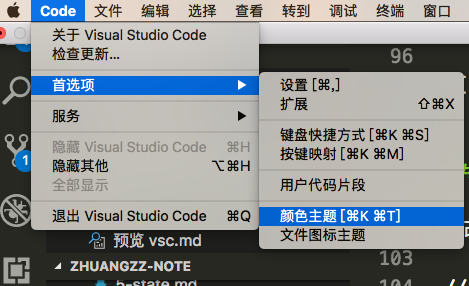 Code 文件 编辑 选择 查看 转到 调试 终端 窗口
关于 Visual Studio Code
检查更新...
首选项
服务
隐藏 Visual Studio Code ⌘H
隐藏其他 ⌥⌘H
全部显示
退出 Visual Studio Code ⌘Q
设置 [⌘,]
扩展 ⇧⌘X
键盘快捷方式 [⌘K ⌘S]
按键映射 [⌘K ⌘M]
用户代码片段
颜色主题 [⌘K ⌘T]
文件图标主题
96
1
预览 vsc.md
ZHUANGZZ-NOTE
5-state.md
103
104